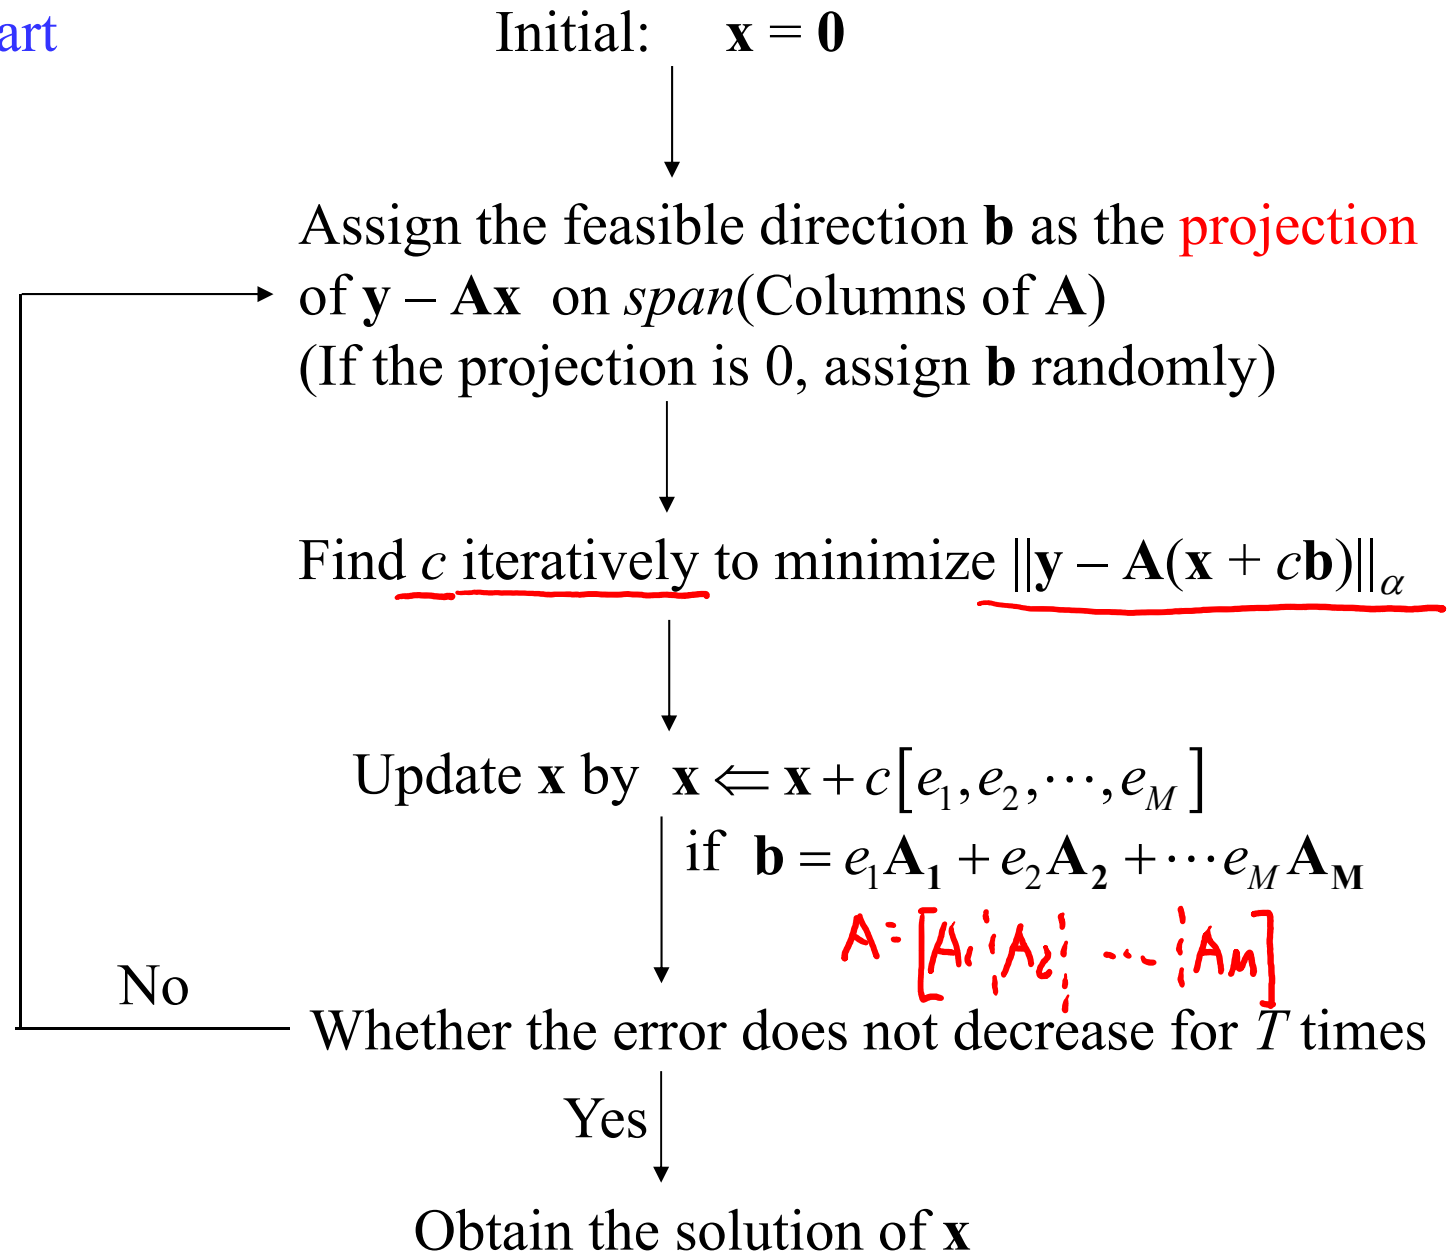 art
Initial: x = 0
Assign the feasible direction b as the projection
of y – Ax on span(Columns of A)
(If the projection is 0, assign b randomly)
Find c iteratively to minimize ||y – A(x + cb)||α
Update x by x ⇐ x + c[e1, e2, ⋯, eM]
if b = e1A1 + e2A2 + ⋯eMAM
A = [A1 ¦ A2 ¦ ... ¦ AM]
No
Whether the error does not decrease for T times
Yes
Obtain the solution of x